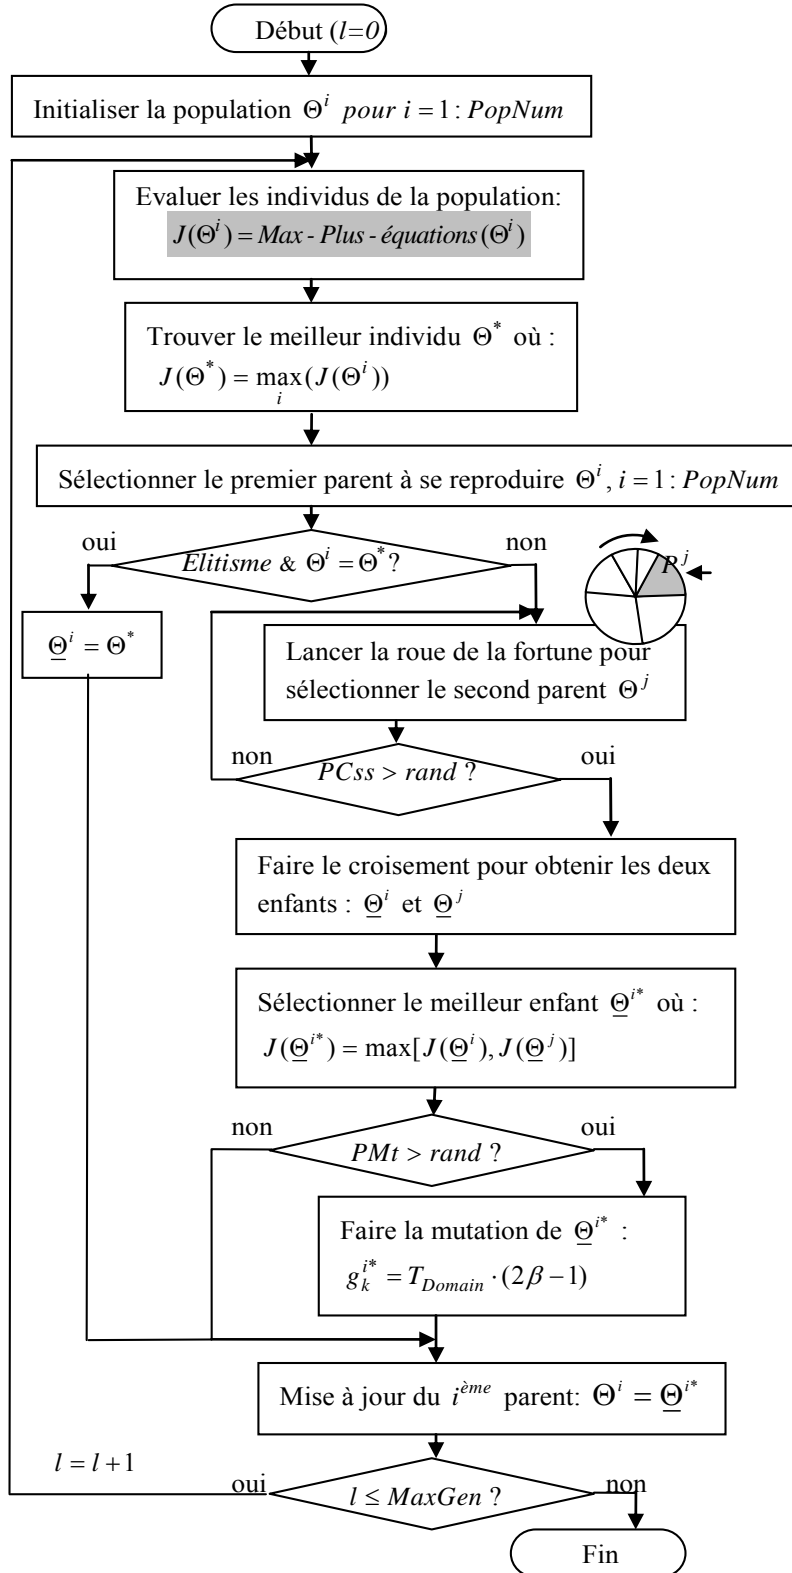 Début (l=0
Initialiser la population Θ^i pour i = 1 : PopNum
Evaluer les individus de la population:
J(Θ^i) = Max - Plus - équations(Θ^i)
Trouver le meilleur individu Θ^* où :
J(Θ^*) = max_i (J(Θ^i))
Sélectionner le premier parent à se reproduire Θ^i, i = 1 : PopNum
oui
Elitisme & Θ^i = Θ^* ?
non
P^j
Θ̲^i = Θ^*
Lancer la roue de la fortune pour
sélectionner le second parent Θ^j
non
PCss > rand ?
oui
Faire le croisement pour obtenir les deux
enfants : Θ̲^i et Θ̲^j
Sélectionner le meilleur enfant Θ̲^{i*} où :
J(Θ̲^{i*}) = max[J(Θ̲^i), J(Θ̲^j)]
non
PMt > rand ?
oui
Faire la mutation de Θ̲^{i*} :
g_k^{i*} = T_{Domain} · (2β − 1)
Mise à jour du i^{ème} parent: Θ^i = Θ̲^{i*}
l = l + 1
oui
l ≤ MaxGen ?
non
Fin